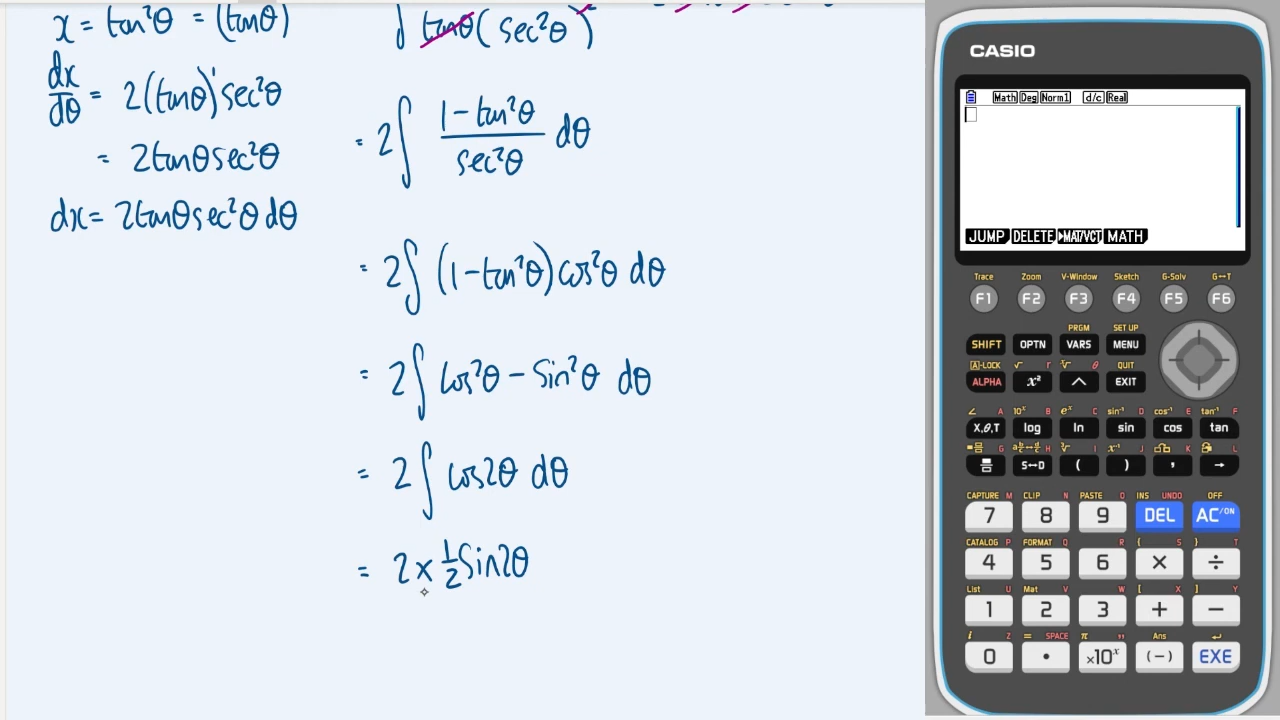 x = tan²θ = (tanθ)
∫ tanθ( sec²θ )²
dx/dθ = 2(tanθ)¹sec²θ
= 2∫ (1 - tan²θ)/(sec²θ) dθ
= 2tanθsec²θ
dx = 2tanθsec²θ dθ
= 2∫ (1-tan²θ)cos²θ dθ
= 2∫ cos²θ - sin²θ dθ
= 2∫ cos2θ dθ
= 2 × 1/2 Sin2θ
CASIO
Math Deg Norm1 d/c Real
JUMP DELETE ▶MAT/VCT MATH
Trace Zoom V-Window Sketch G-Solv G↔T
F1 F2 F3 F4 F5 F6
PRGM SET UP
SHIFT OPTN VARS MENU
A-LOCK √ r ˣ√ θ QUIT
ALPHA x² ^ EXIT
∠ A 10ˣ B eˣ C sin⁻¹ D cos⁻¹ E tan⁻¹ F
X,θ,T log ln sin cos tan
G H ³√ I x⁻¹ J K L
S↔D ( ) , →
CAPTURE M CLIP N PASTE O INS UNDO OFF
7 8 9 DEL AC/ON
CATALOG P FORMAT Q R { S } T
4 5 6 × ÷
List U Mat V W [ X ] Y
1 2 3 + −
i Z = SPACE π " Ans ↵
0 • ×10ˣ (−) EXE